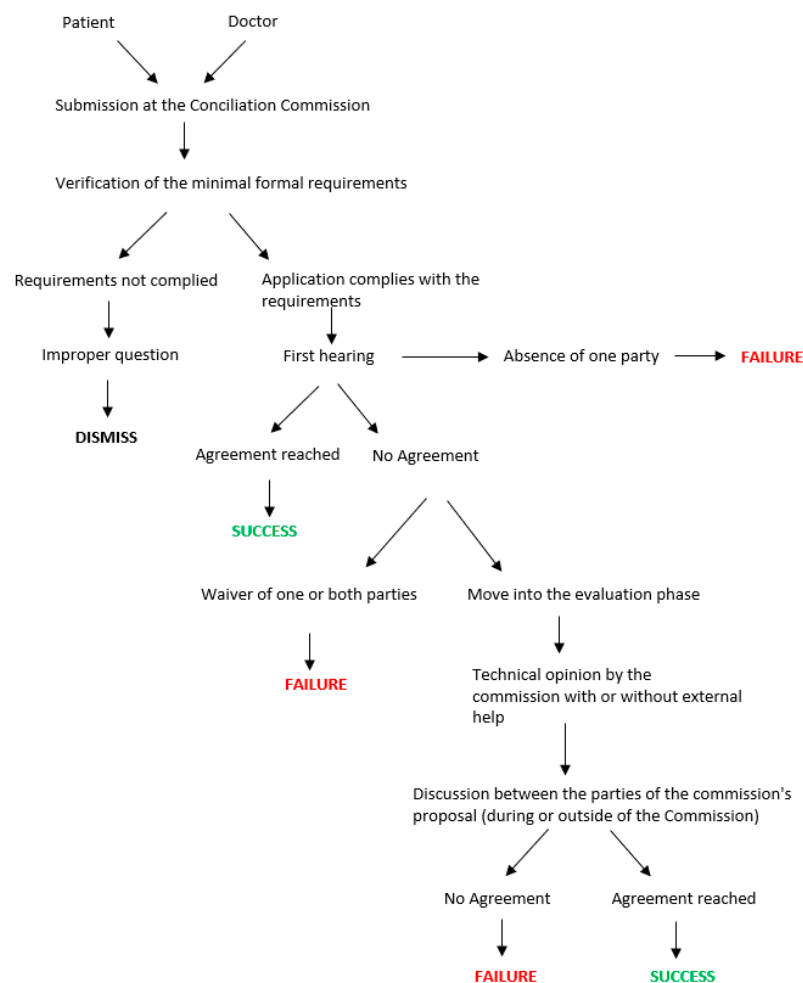 Patient
Doctor
Submission at the Conciliation Commission
Verification of the minimal formal requirements
Requirements not complied
Application complies with the
requirements
Improper question
First hearing
Absence of one party
FAILURE
DISMISS
Agreement reached
No Agreement
SUCCESS
Waiver of one or both parties
Move into the evaluation phase
FAILURE
Technical opinion by the
commission with or without external
help
Discussion between the parties of the commission's
proposal (during or outside of the Commission)
No Agreement
Agreement reached
FAILURE
SUCCESS